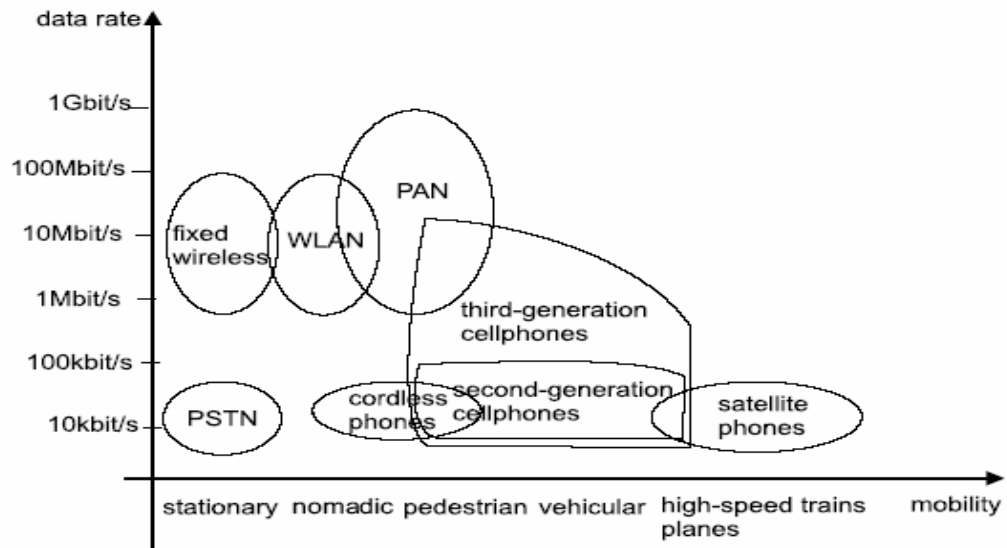 data rate
1Gbit/s
100Mbit/s
PAN
10Mbit/s
fixed
wireless
WLAN
1Mbit/s
third-generation
cellphones
100kbit/s
cordless
phones
second-generation
cellphones
satellite
phones
10kbit/s
PSTN
stationary nomadic pedestrian vehicular high-speed trains mobility
planes